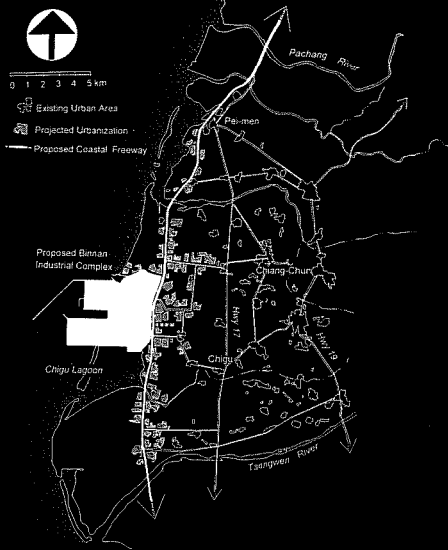 Pachang River
0 1 2 3 4 5 km
Existing Urban Area
Projected Urbanization
Proposed Coastal Freeway
Pei-men
Proposed Binnan
Industrial Complex
Chiang-Chun
Hwy 17
Hwy 19
Chigu
Chigu Lagoon
Tsengwen River